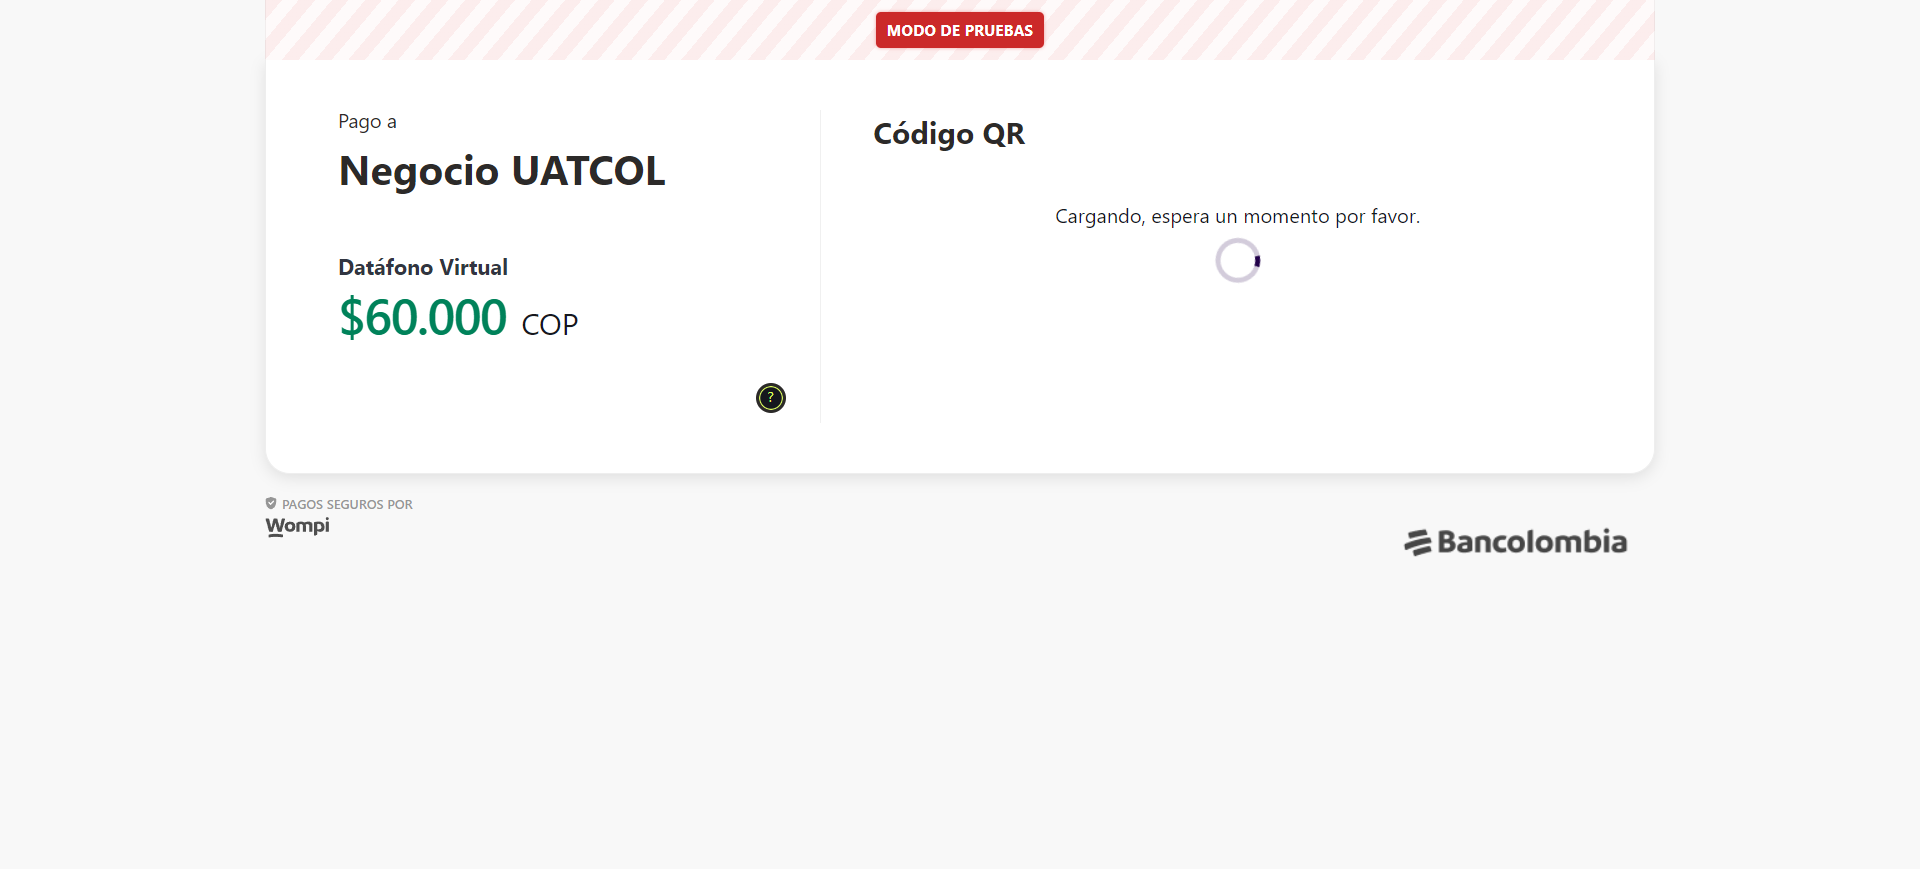 MODO DE PRUEBAS
Pago a
Negocio UATCOL
Datáfono Virtual
$60.000 COP
?
Código QR
Cargando, espera un momento por favor.
PAGOS SEGUROS POR
Wompi
Bancolombia